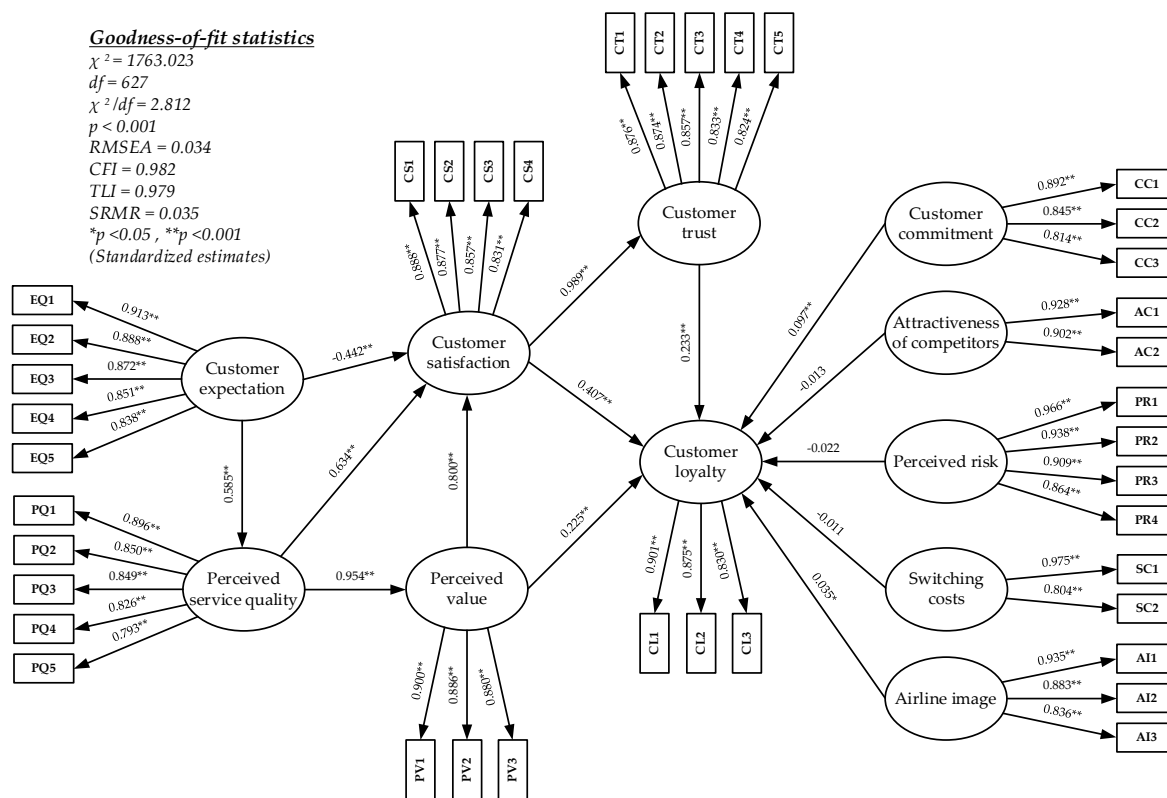 Goodness-of-fit statistics
χ ² = 1763.023
df = 627
χ ²/df = 2.812
p < 0.001
RMSEA = 0.034
CFI = 0.982
TLI = 0.979
SRMR = 0.035
*p <0.05 , **p <0.001
(Standardized estimates)
CT1
CT2
CT3
CT4
CT5
0.876**
0.874**
0.857**
0.833**
0.824**
Customer
trust
CS1
CS2
CS3
CS4
0.888**
0.877**
0.857**
0.831**
Customer
satisfaction
0.989**
0.407**
0.233**
EQ1
EQ2
EQ3
EQ4
EQ5
0.913**
0.888**
0.872**
0.851**
0.838**
Customer
expectation
-0.442**
0.585**
0.634**
0.800**
PQ1
PQ2
PQ3
PQ4
PQ5
0.896**
0.850**
0.849**
0.826**
0.793**
Perceived
service quality
0.954**
Perceived
value
0.225**
0.900**
0.886**
0.880**
PV1
PV2
PV3
Customer
loyalty
0.901**
0.875**
0.830**
CL1
CL2
CL3
Customer
commitment
0.097**
0.892**
0.845**
0.814**
CC1
CC2
CC3
Attractiveness
of competitors
-0.013
0.928**
0.902**
AC1
AC2
Perceived risk
-0.022
0.966**
0.938**
0.909**
0.864**
PR1
PR2
PR3
PR4
Switching
costs
-0.011
0.975**
0.804**
SC1
SC2
Airline image
0.035*
0.935**
0.883**
0.836**
AI1
AI2
AI3